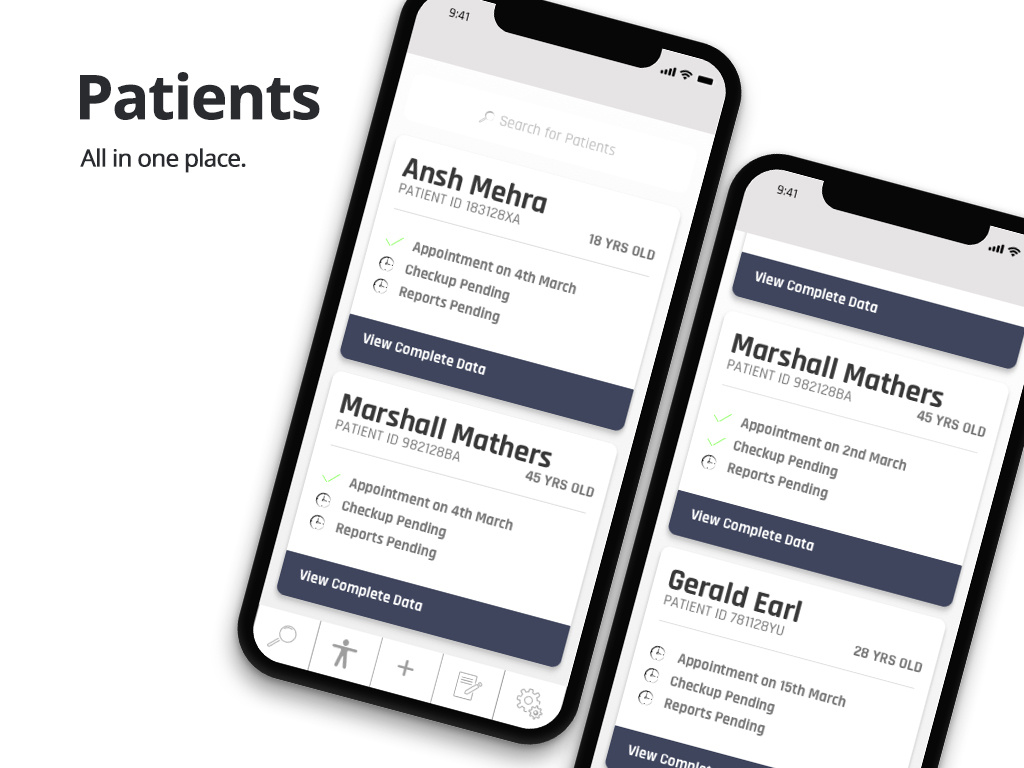 Patients
All in one place.
9:41
Search for Patients
Ansh Mehra
PATIENT ID 183128XA
18 YRS OLD
Appointment on 4th March
Checkup Pending
Reports Pending
View Complete Data
Marshall Mathers
PATIENT ID 982128BA
45 YRS OLD
Appointment on 4th March
Checkup Pending
Reports Pending
View Complete Data
9:41
View Complete Data
Marshall Mathers
PATIENT ID 982128BA
45 YRS OLD
Appointment on 2nd March
Checkup Pending
Reports Pending
View Complete Data
Gerald Earl
PATIENT ID 781128YU
28 YRS OLD
Appointment on 15th March
Checkup Pending
Reports Pending
View Complete Data